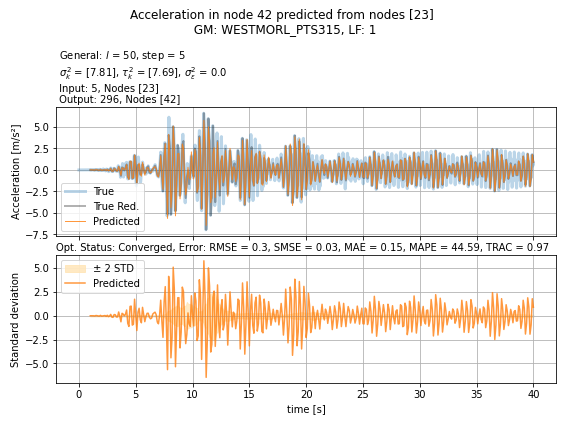 Acceleration in node 42 predicted from nodes [23]
GM: WESTMORL_PTS315, LF: 1
General: l = 50, step = 5
σ²_k = [7.81], τ²_k = [7.69], σ²_ε = 0.0
Input: 5, Nodes [23]
Output: 296, Nodes [42]
Acceleration [m/s²]
5.0
2.5
0.0
−2.5
−5.0
−7.5
True
True Red.
Predicted
Opt. Status: Converged, Error: RMSE = 0.3, SMSE = 0.03, MAE = 0.15, MAPE = 44.59, TRAC = 0.97
Standard deviation
5.0
2.5
0.0
−2.5
−5.0
± 2 STD
Predicted
0 5 10 15 20 25 30 35 40
time [s]